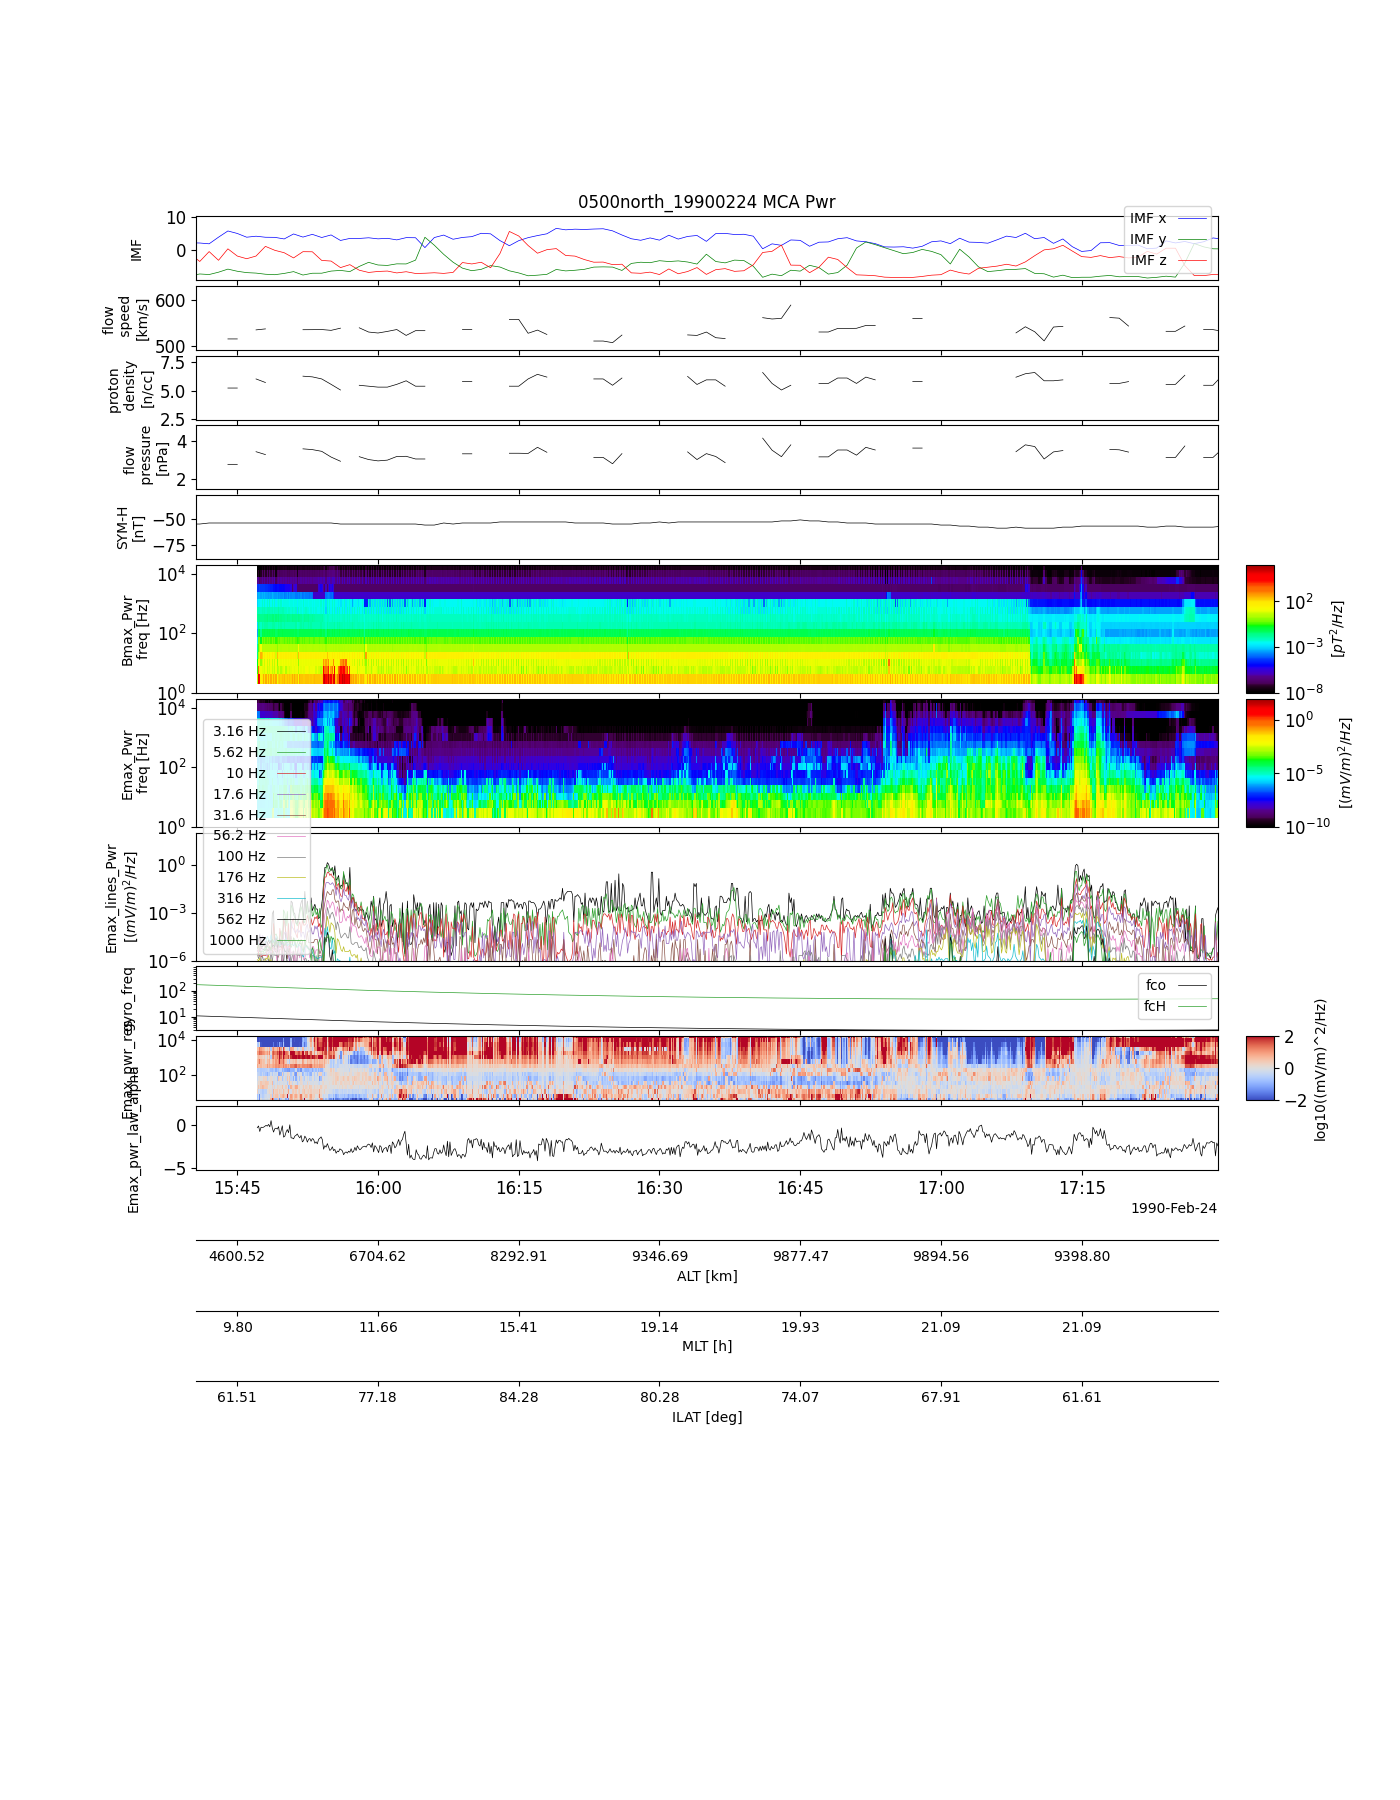 0500north_19900224 MCA Pwr
10
0
IMF
IMF x
IMF y
IMF z
600
500
flow
speed
[km/s]
7.5
5.0
2.5
proton
density
[n/cc]
4
2
flow
pressure
[nPa]
−50
−75
SYM-H
[nT]
10^4
10^2
10^0
Bmax_Pwr
freq [Hz]
10^2
10^−3
10^−8
[pT^2/Hz]
10^4
10^2
10^0
Emax_Pwr
freq [Hz]
10^0
10^−5
10^−10
[(mV/m)^2/Hz]
3.16 Hz
5.62 Hz
10 Hz
17.6 Hz
31.6 Hz
56.2 Hz
100 Hz
176 Hz
316 Hz
562 Hz
1000 Hz
10^0
10^−3
10^−6
Emax_lines_Pwr
[(mV/m)^2/Hz]
10^2
10^1
gyro_freq
fco
fcH
10^4
10^2
Emax_pwr_reg
2
0
−2
log10((mV/m)^2/Hz)
0
−5
Emax_pwr_law_alpha
15:45 16:00 16:15 16:30 16:45 17:00 17:15
1990-Feb-24
4600.52 6704.62 8292.91 9346.69 9877.47 9894.56 9398.80
ALT [km]
9.80 11.66 15.41 19.14 19.93 21.09 21.09
MLT [h]
61.51 77.18 84.28 80.28 74.07 67.91 61.61
ILAT [deg]